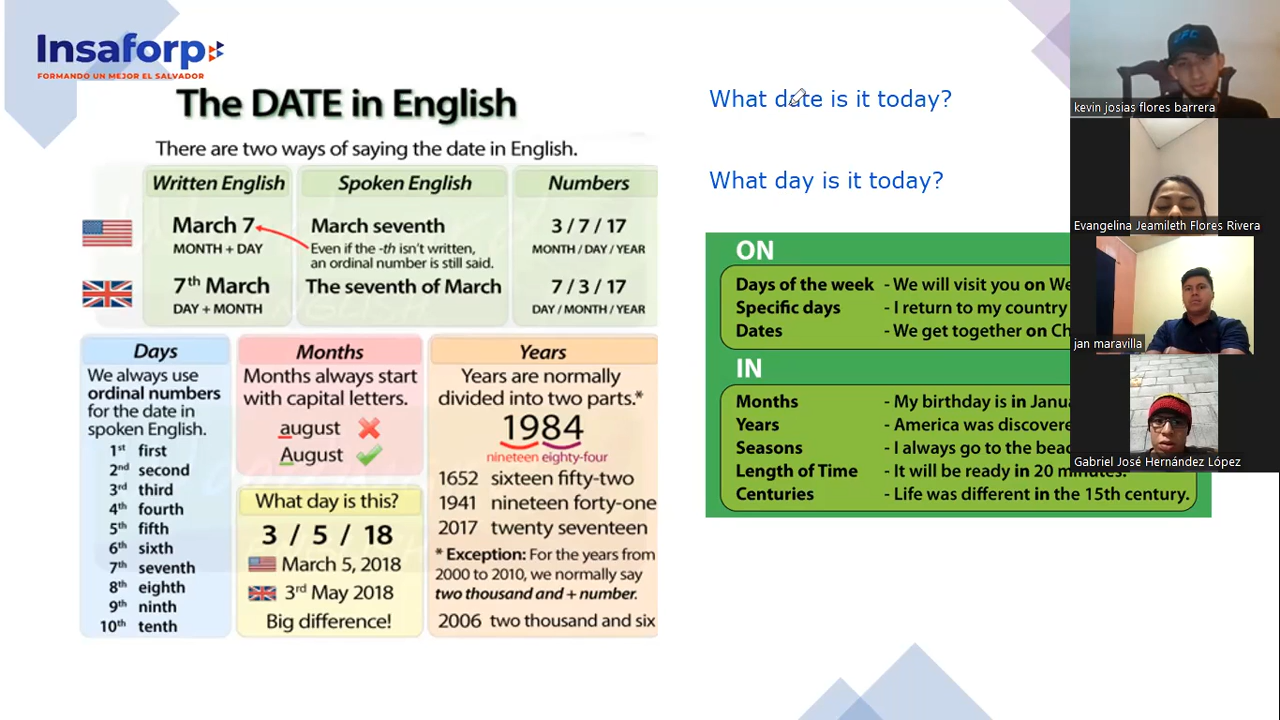 Insaforp
FORMANDO UN MEJOR EL SALVADOR
The DATE in English
There are two ways of saying the date in English.
Written English
Spoken English
Numbers
March 7
MONTH + DAY
March seventh
Even if the -th isn't written,
an ordinal number is still said.
3 / 7 / 17
MONTH / DAY / YEAR
7th March
DAY + MONTH
The seventh of March
7 / 3 / 17
DAY / MONTH / YEAR
Days
We always use
ordinal numbers
for the date in
spoken English.
1st first
2nd second
3rd third
4th fourth
5th fifth
6th sixth
7th seventh
8th eighth
9th ninth
10th tenth
Months
Months always start
with capital letters.
august
August
What day is this?
3 / 5 / 18
March 5, 2018
3rd May 2018
Big difference!
Years
Years are normally
divided into two parts.*
1984
nineteen eighty-four
1652 sixteen fifty-two
1941 nineteen forty-one
2017 twenty seventeen
* Exception: For the years from
2000 to 2010, we normally say
two thousand and + number.
2006 two thousand and six
What date is it today?
What day is it today?
ON
Days of the week - We will visit you on We
Specific days - I return to my country
Dates - We get together on Ch
IN
Months - My birthday is in Janua
Years - America was discovere
Seasons - I always go to the beac
Length of Time - It will be ready in 20 minutes.
Centuries - Life was different in the 15th century.
kevin josias flores barrera
Evangelina Jeamileth Flores Rivera
jan maravilla
Gabriel José Hernández López